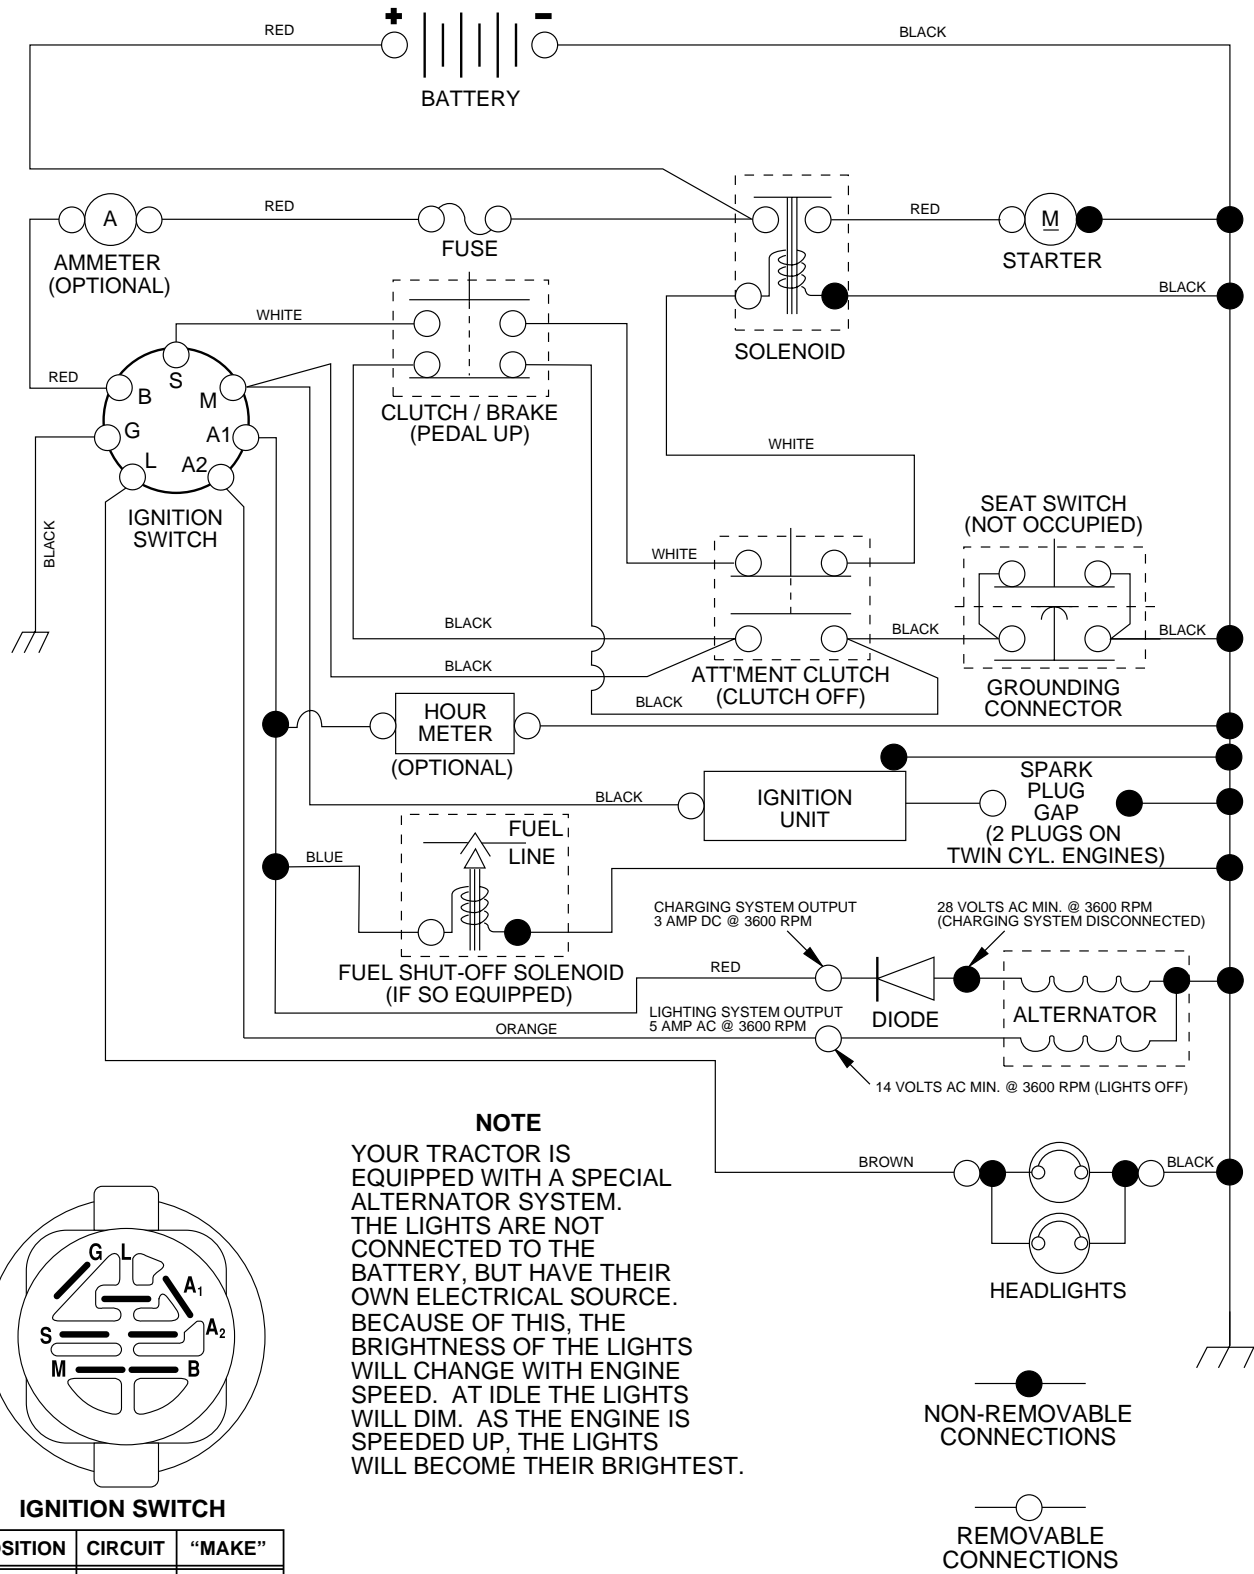 + -
RED
BLACK
BATTERY
RED
A
FUSE
RED
M
AMMETER
(OPTIONAL)
STARTER
BLACK
WHITE
SOLENOID
RED
S
B
M
G
A1
L
A2
CLUTCH / BRAKE
(PEDAL UP)
WHITE
IGNITION
SWITCH
BLACK
SEAT SWITCH
(NOT OCCUPIED)
WHITE
BLACK
BLACK
BLACK
BLACK
ATT'MENT CLUTCH
(CLUTCH OFF)
BLACK
GROUNDING
CONNECTOR
HOUR
METER
(OPTIONAL)
BLACK
IGNITION
UNIT
SPARK
PLUG
GAP
(2 PLUGS ON
TWIN CYL. ENGINES)
FUEL
LINE
BLUE
CHARGING SYSTEM OUTPUT
3 AMP DC @ 3600 RPM
28 VOLTS AC MIN. @ 3600 RPM
(CHARGING SYSTEM DISCONNECTED)
FUEL SHUT-OFF SOLENOID
(IF SO EQUIPPED)
RED
DIODE
ALTERNATOR
LIGHTING SYSTEM OUTPUT
5 AMP AC @ 3600 RPM
ORANGE
14 VOLTS AC MIN. @ 3600 RPM (LIGHTS OFF)
NOTE
YOUR TRACTOR IS
EQUIPPED WITH A SPECIAL
ALTERNATOR SYSTEM.
THE LIGHTS ARE NOT
CONNECTED TO THE
BATTERY, BUT HAVE THEIR
OWN ELECTRICAL SOURCE.
BECAUSE OF THIS, THE
BRIGHTNESS OF THE LIGHTS
WILL CHANGE WITH ENGINE
SPEED. AT IDLE THE LIGHTS
WILL DIM. AS THE ENGINE IS
SPEEDED UP, THE LIGHTS
WILL BECOME THEIR BRIGHTEST.
BROWN
BLACK
HEADLIGHTS
G L
A1
S
A2
M
B
NON-REMOVABLE
CONNECTIONS
REMOVABLE
CONNECTIONS
IGNITION SWITCH
SITION CIRCUIT “MAKE”